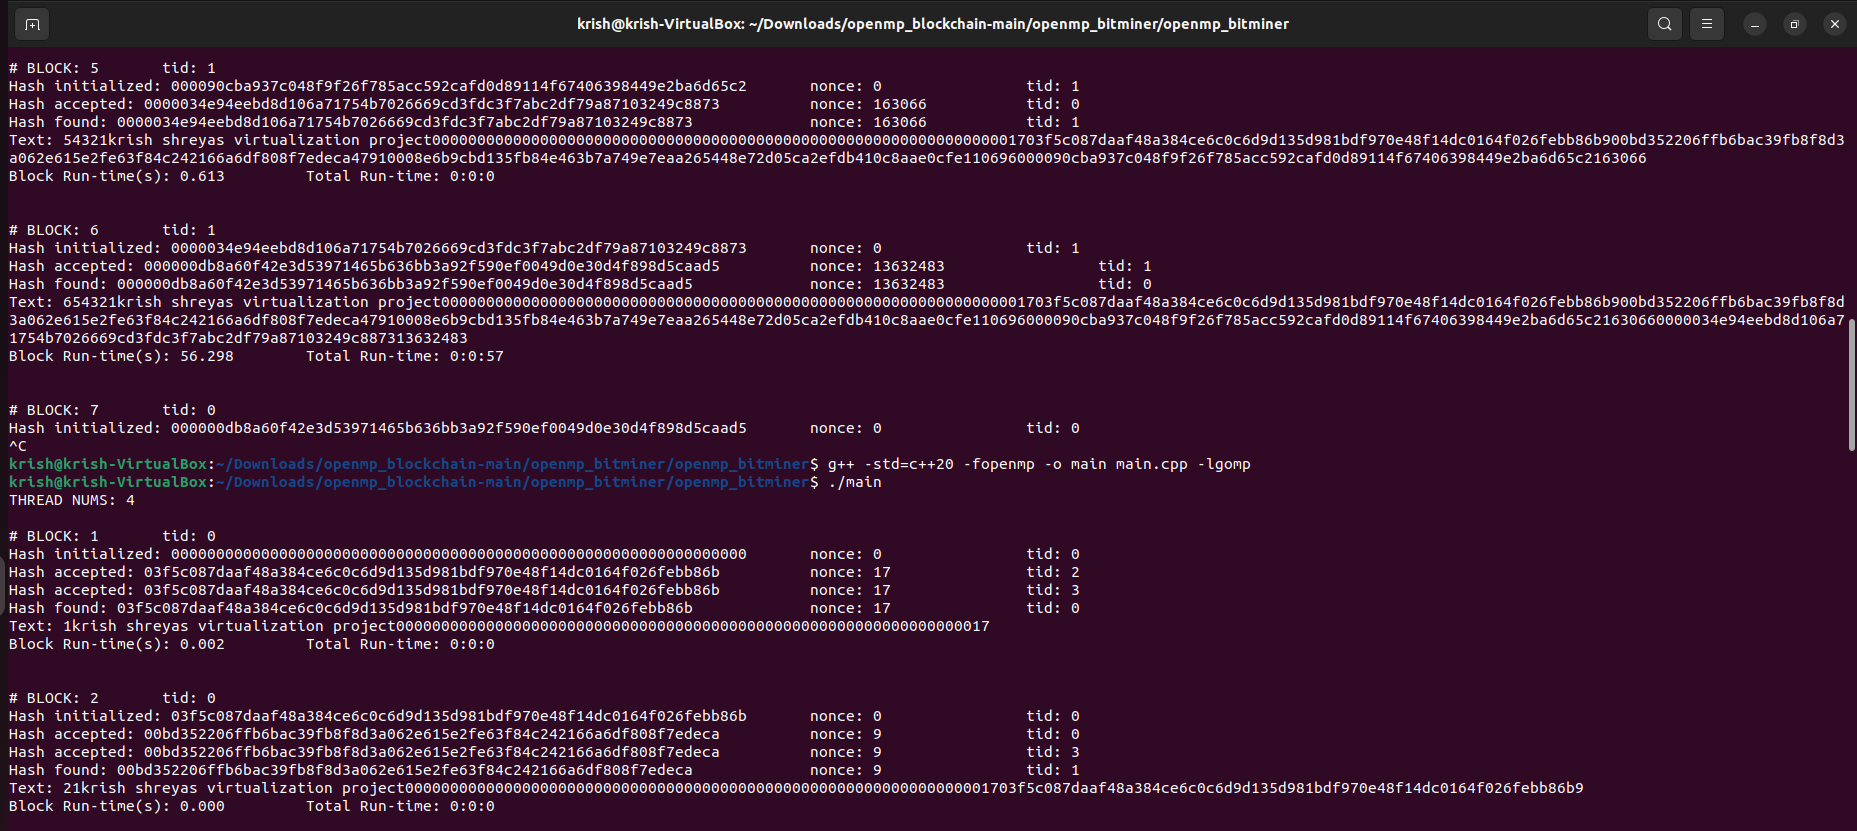 krish@krish-VirtualBox: ~/Downloads/openmp_blockchain-main/openmp_bitminer/openmp_bitminer
# BLOCK: 5 tid: 1
Hash initialized: 000090cba937c048f9f26f785acc592cafd0d89114f67406398449e2ba6d65c2 nonce: 0 tid: 1
Hash accepted: 0000034e94eebd8d106a71754b7026669cd3fdc3f7abc2df79a87103249c8873 nonce: 163066 tid: 0
Hash found: 0000034e94eebd8d106a71754b7026669cd3fdc3f7abc2df79a87103249c8873 nonce: 163066 tid: 1
Text: 54321krish shreyas virtualization project00000000000000000000000000000000000000000000000000000000000000001703f5c087daaf48a384ce6c0c6d9d135d981bdf970e48f14dc0164f026febb86b900bd352206ffb6bac39fb8f8d3
a062e615e2fe63f84c242166a6df808f7edeca47910008e6b9cbd135fb84e463b7a749e7eaa265448e72d05ca2efdb410c8aae0cfe110696000090cba937c048f9f26f785acc592cafd0d89114f67406398449e2ba6d65c2163066
Block Run-time(s): 0.613 Total Run-time: 0:0:0
# BLOCK: 6 tid: 1
Hash initialized: 0000034e94eebd8d106a71754b7026669cd3fdc3f7abc2df79a87103249c8873 nonce: 0 tid: 1
Hash accepted: 000000db8a60f42e3d53971465b636bb3a92f590ef0049d0e30d4f898d5caad5 nonce: 13632483 tid: 1
Hash found: 000000db8a60f42e3d53971465b636bb3a92f590ef0049d0e30d4f898d5caad5 nonce: 13632483 tid: 0
Text: 654321krish shreyas virtualization project00000000000000000000000000000000000000000000000000000000000000001703f5c087daaf48a384ce6c0c6d9d135d981bdf970e48f14dc0164f026febb86b900bd352206ffb6bac39fb8f8d
3a062e615e2fe63f84c242166a6df808f7edeca47910008e6b9cbd135fb84e463b7a749e7eaa265448e72d05ca2efdb410c8aae0cfe110696000090cba937c048f9f26f785acc592cafd0d89114f67406398449e2ba6d65c21630660000034e94eebd8d106a7
1754b7026669cd3fdc3f7abc2df79a87103249c887313632483
Block Run-time(s): 56.298 Total Run-time: 0:0:57
# BLOCK: 7 tid: 0
Hash initialized: 000000db8a60f42e3d53971465b636bb3a92f590ef0049d0e30d4f898d5caad5 nonce: 0 tid: 0
^C
krish@krish-VirtualBox:~/Downloads/openmp_blockchain-main/openmp_bitminer/openmp_bitminer$ g++ -std=c++20 -fopenmp -o main main.cpp -lgomp
krish@krish-VirtualBox:~/Downloads/openmp_blockchain-main/openmp_bitminer/openmp_bitminer$ ./main
THREAD NUMS: 4
# BLOCK: 1 tid: 0
Hash initialized: 0000000000000000000000000000000000000000000000000000000000000000 nonce: 0 tid: 0
Hash accepted: 03f5c087daaf48a384ce6c0c6d9d135d981bdf970e48f14dc0164f026febb86b nonce: 17 tid: 2
Hash accepted: 03f5c087daaf48a384ce6c0c6d9d135d981bdf970e48f14dc0164f026febb86b nonce: 17 tid: 3
Hash found: 03f5c087daaf48a384ce6c0c6d9d135d981bdf970e48f14dc0164f026febb86b nonce: 17 tid: 0
Text: 1krish shreyas virtualization project000000000000000000000000000000000000000000000000000000000000000017
Block Run-time(s): 0.002 Total Run-time: 0:0:0
# BLOCK: 2 tid: 0
Hash initialized: 03f5c087daaf48a384ce6c0c6d9d135d981bdf970e48f14dc0164f026febb86b nonce: 0 tid: 0
Hash accepted: 00bd352206ffb6bac39fb8f8d3a062e615e2fe63f84c242166a6df808f7edeca nonce: 9 tid: 0
Hash accepted: 00bd352206ffb6bac39fb8f8d3a062e615e2fe63f84c242166a6df808f7edeca nonce: 9 tid: 3
Hash found: 00bd352206ffb6bac39fb8f8d3a062e615e2fe63f84c242166a6df808f7edeca nonce: 9 tid: 1
Text: 21krish shreyas virtualization project00000000000000000000000000000000000000000000000000000000000000001703f5c087daaf48a384ce6c0c6d9d135d981bdf970e48f14dc0164f026febb86b9
Block Run-time(s): 0.000 Total Run-time: 0:0:0